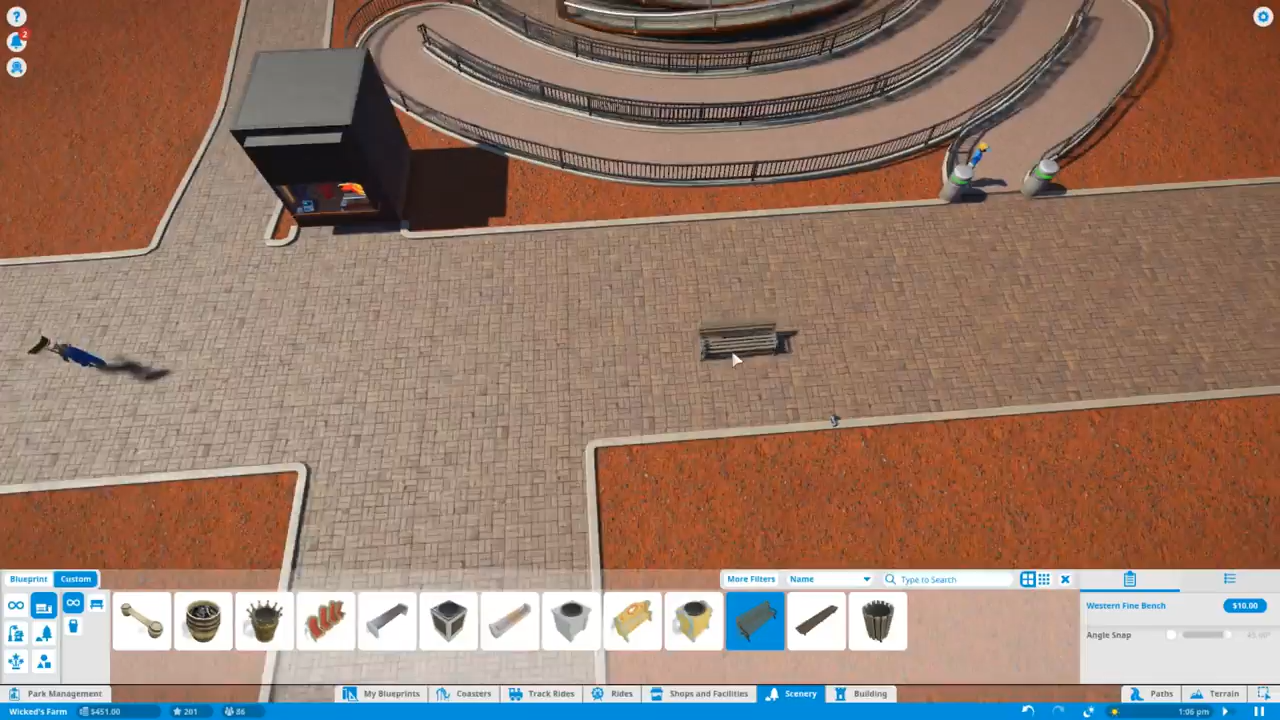 ?
2
Blueprint Custom More Filters Name Type to Search
Western Fine Bench $10.00
Angle Snap
Park Management My Blueprints Coasters Track Rides Rides Shops and Facilities Scenery Building Paths Terrain
Wicked's Farm $451.00 201 86 1:06 pm